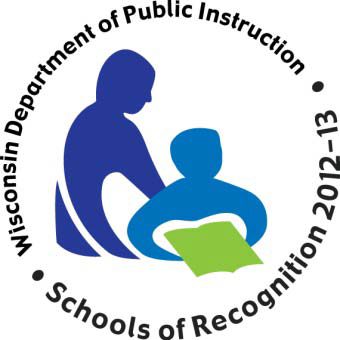 Wisconsin Department of Public Instruction
• Schools of Recognition 2012-13 •